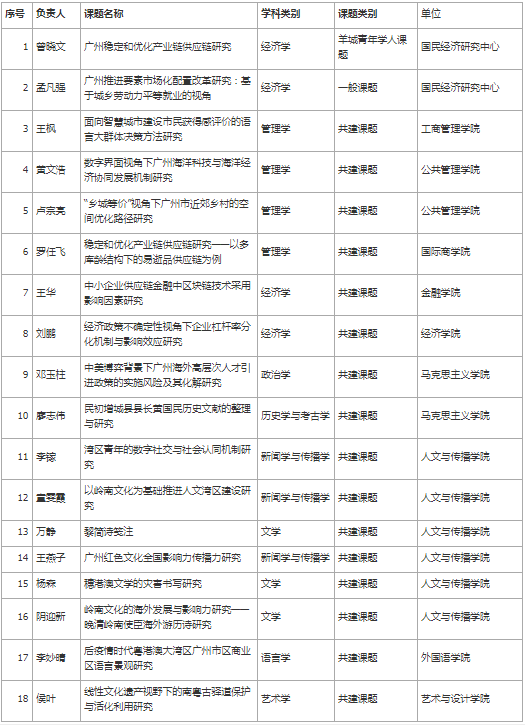 序号 负责人 课题名称 学科类别 课题类别 单位
1 曾晓文 广州稳定和优化产业链供应链研究 经济学 羊城青年学人课
题 国民经济研究中心
2 孟凡强 广州推进要素市场化配置改革研究：基
于城乡劳动力平等就业的视角 经济学 一般课题 国民经济研究中心
3 王枫 面向智慧城市建设市民获得感评价的语
言大群体决策方法研究 管理学 共建课题 工商管理学院
4 黄文浩 数字界面视角下广州海洋科技与海洋经
济协同发展机制研究 管理学 共建课题 公共管理学院
5 卢宗亮 “乡城等价”视角下广州市近郊乡村的空
间优化路径研究 管理学 共建课题 公共管理学院
6 罗任飞 稳定和优化产业链供应链研究——以多
库龄结构下的易逝品供应链为例 管理学 共建课题 国际商学院
7 王华 中小企业供应链金融中区块链技术采用
影响因素研究 经济学 共建课题 金融学院
8 刘鹏 经济政策不确定性视角下企业杠杆率分
化机制与影响效应研究 经济学 共建课题 经济学院
9 邓玉柱 中美博弈背景下广州海外高层次人才引
进政策的实施风险及其化解研究 政治学 共建课题 马克思主义学院
10 廖志伟 民初增城县县长黄国民历史文献的整理
与研究 历史学与考古学 共建课题 马克思主义学院
11 李镓 湾区青年的数字社交与社会认同机制研
究 新闻学与传播学 共建课题 人文与传播学院
12 童雯霞 以岭南文化为基础推进人文湾区建设研
究 新闻学与传播学 共建课题 人文与传播学院
13 万静 黎简诗笺注 文学 共建课题 人文与传播学院
14 王燕子 广州红色文化全国影响力传播力研究 新闻学与传播学 共建课题 人文与传播学院
15 杨森 穗港澳文学的灾害书写研究 文学 共建课题 人文与传播学院
16 阴迎新 岭南文化的海外发展与影响力研究——
晚清岭南使臣海外游历诗研究 文学 共建课题 人文与传播学院
17 李妙晴 后疫情时代粤港澳大湾区广州市区商业
区语言景观研究 语言学 共建课题 外国语学院
18 侯叶 线性文化遗产视野下的南粤古驿道保护
与活化利用研究 艺术学 共建课题 艺术与设计学院